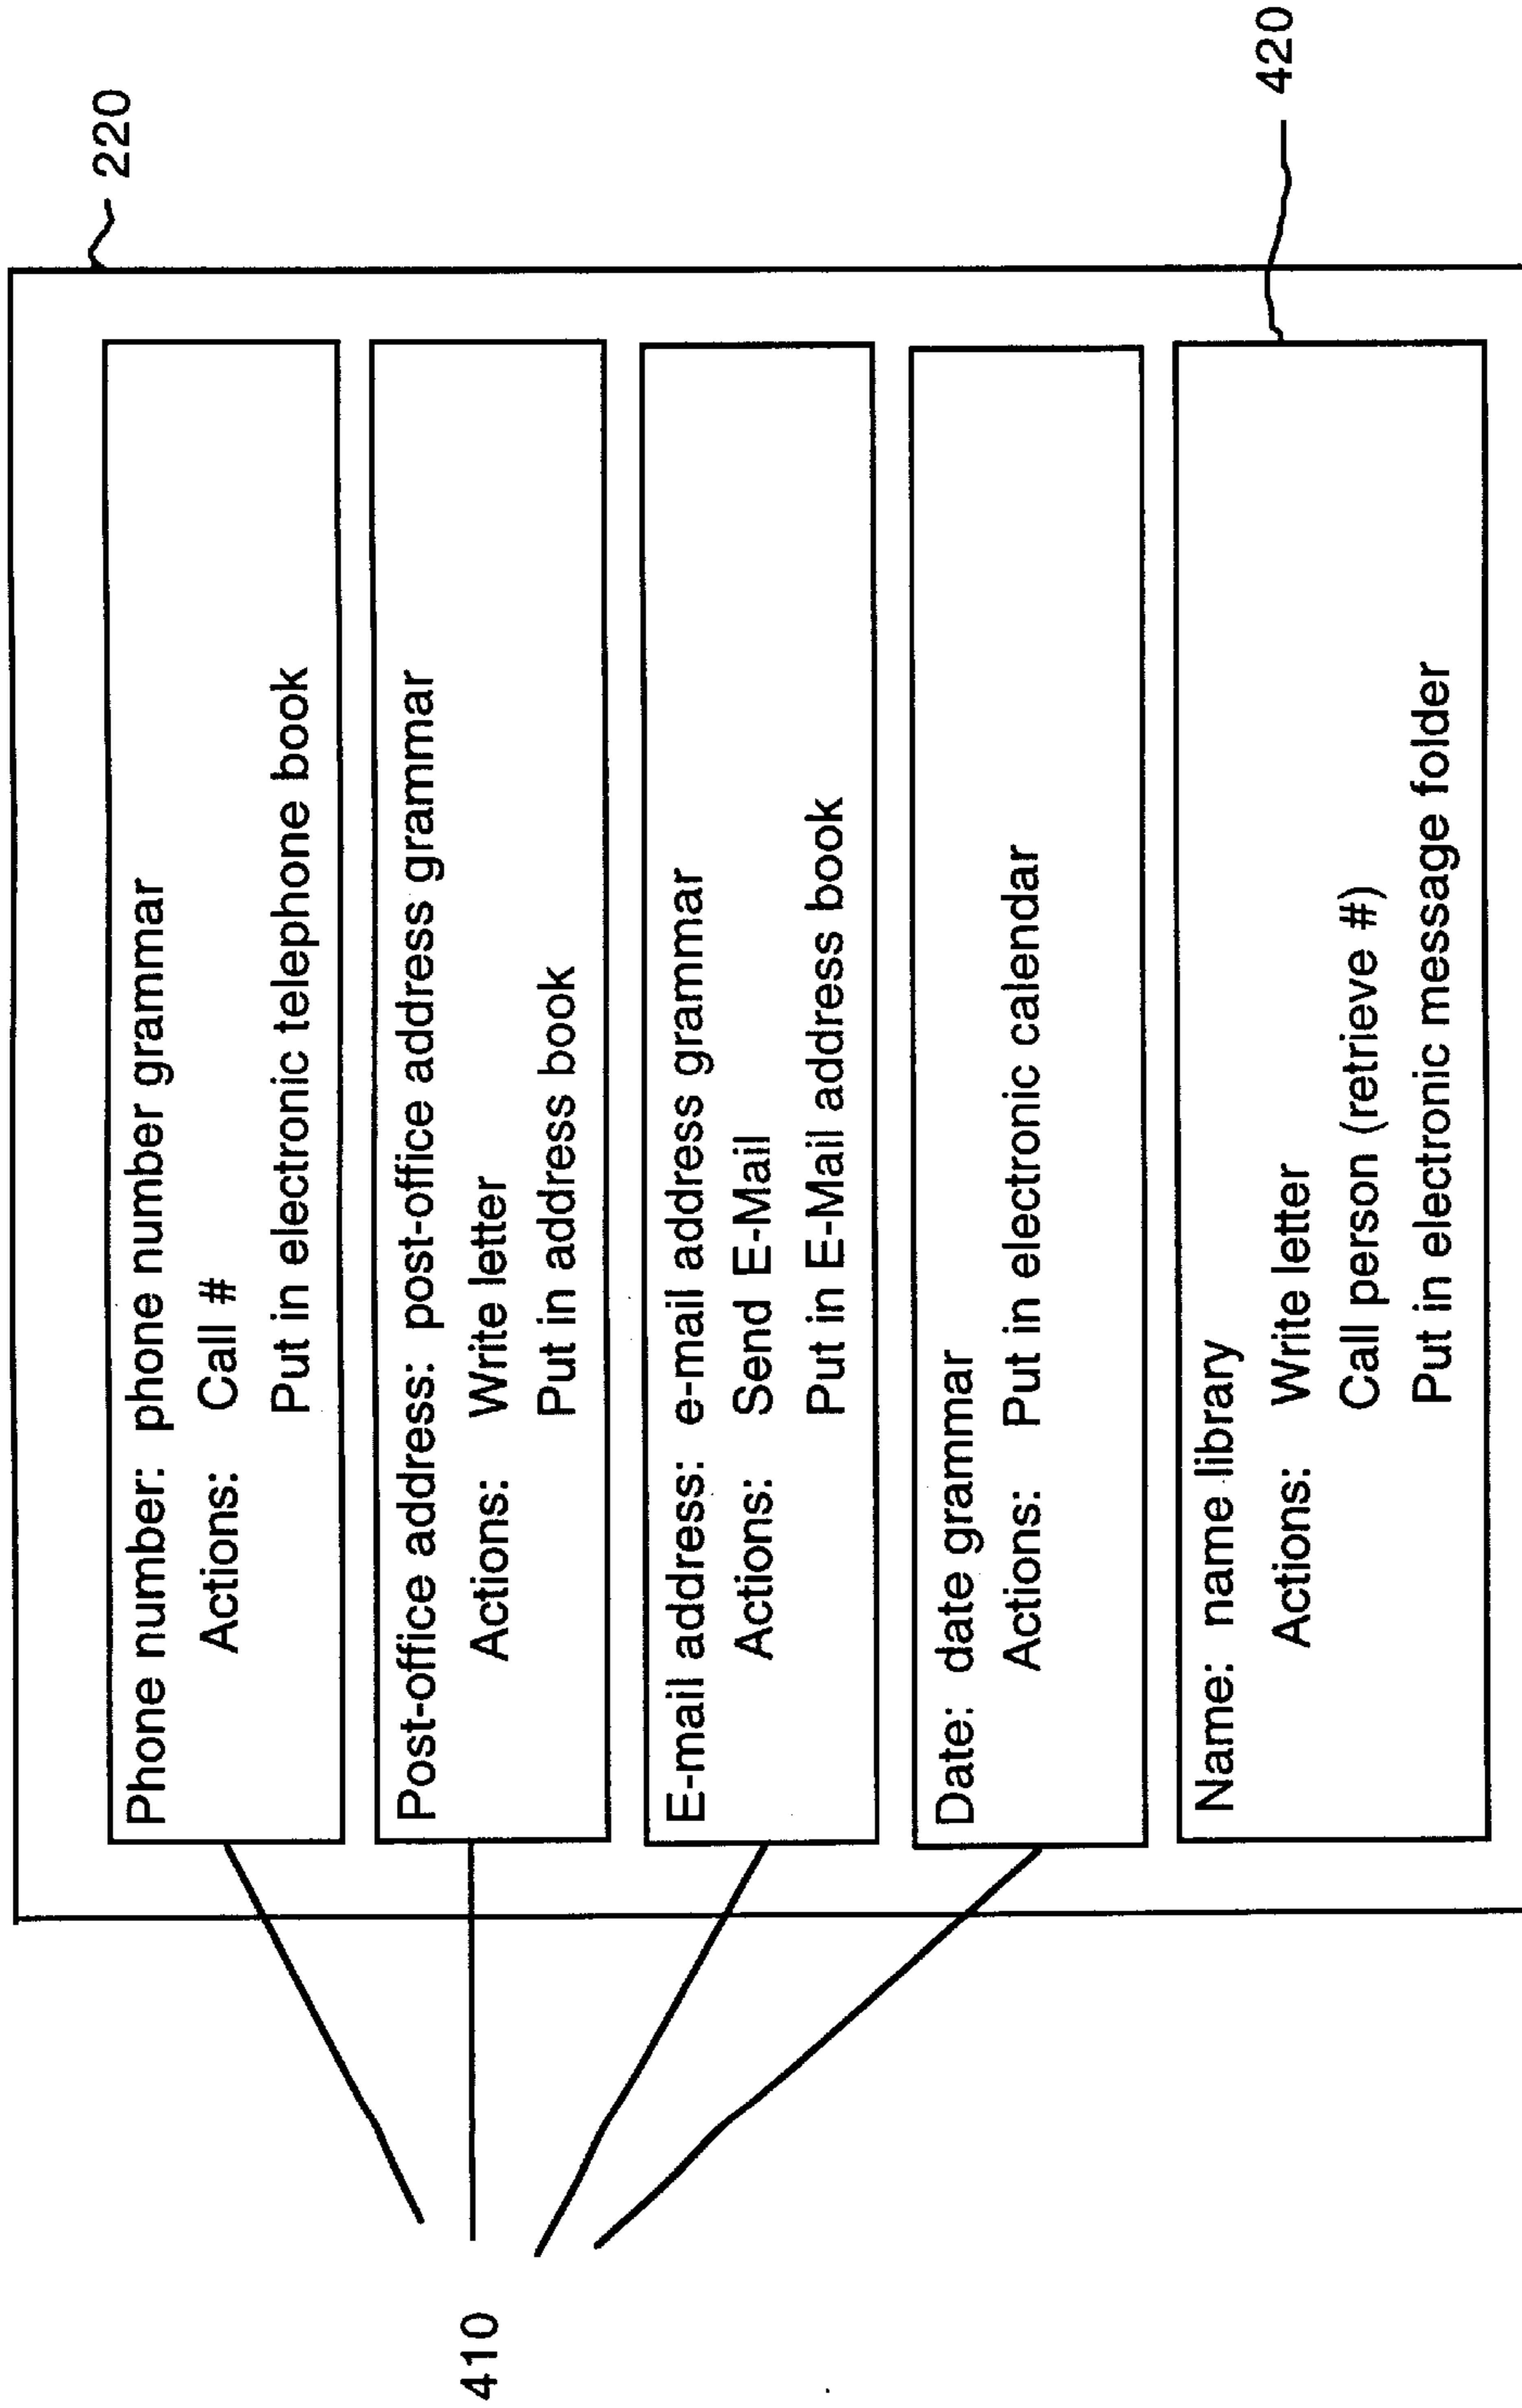 220
Phone number: phone number grammar
Actions: Call #
Put in electronic telephone book
Post-office address: post-office address grammar
Actions: Write letter
Put in address book
E-mail address: e-mail address grammar
Actions: Send E-Mail
Put in E-Mail address book
Date: date grammar
Actions: Put in electronic calendar
Name: name library
Actions: Write letter
Call person (retrieve #)
Put in electronic message folder
410
420